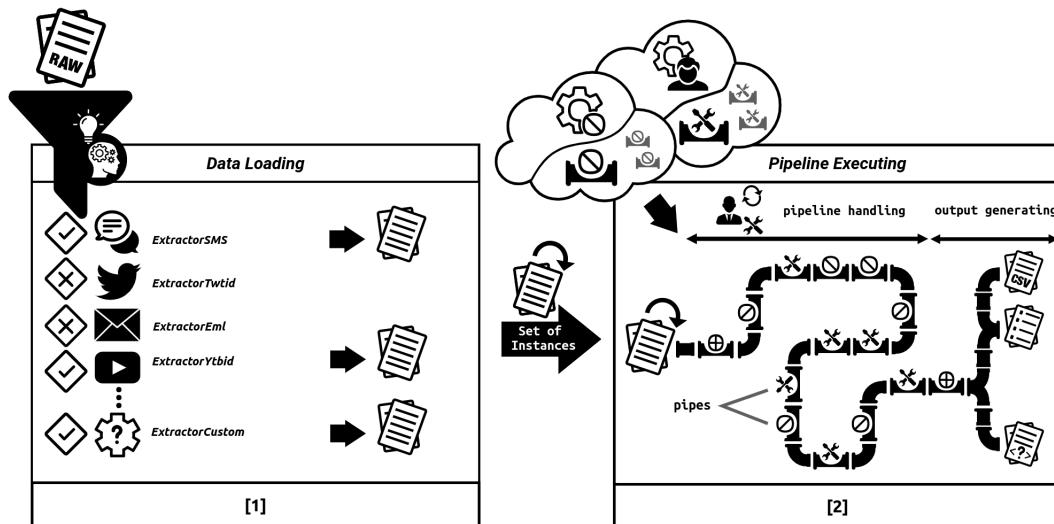 RAW
Data Loading
ExtractorSMS
ExtractorTwtid
ExtractorEml
ExtractorYtbid
?
ExtractorCustom
[1]
Set of
Instances
Pipeline Executing
pipeline handling
output generating
CSV
pipes
<?>
[2]